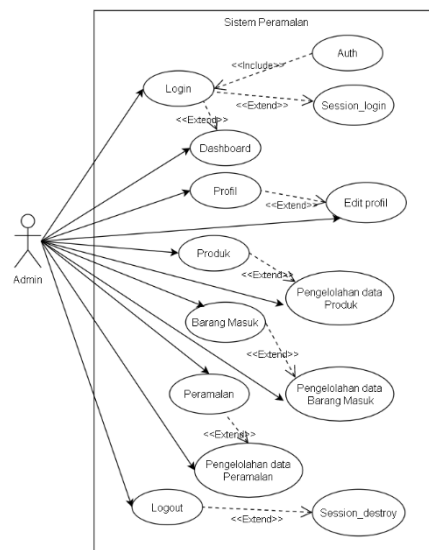 Sistem Peramalan
Auth
<<Include>>
Login
<<Extend>>
Session_login
<<Extend>>
Dashboard
Profil
<<Extend>>
Edit profil
Admin
Produk
<<Extend>>
Pengelolahan data
Produk
Barang Masuk
<<Extend>>
Pengelolahan data
Barang Masuk
Peramalan
<<Extend>>
Pengelolahan data
Peramalan
Logout
<<Extend>>
Session_destroy